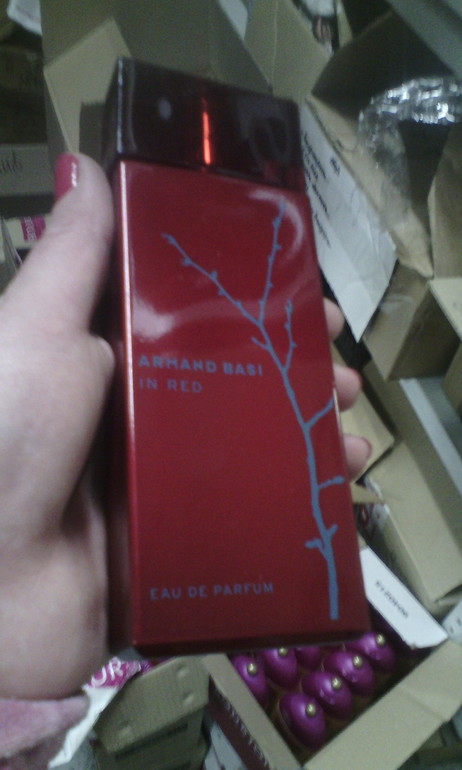 ARMAND BASI
IN RED
EAU DE PARFUM